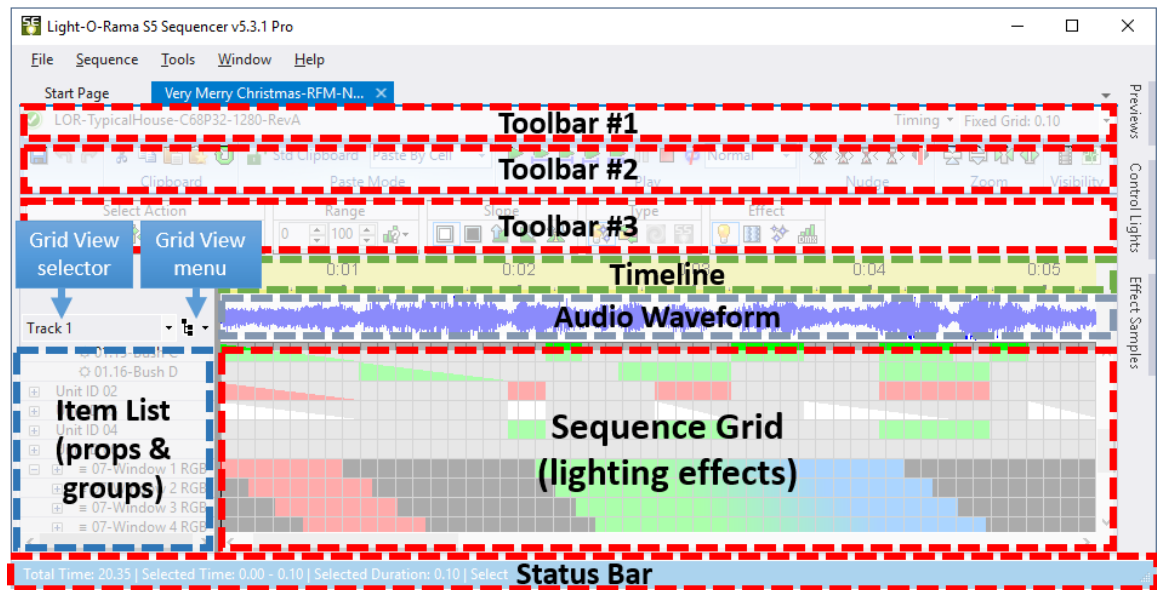 SE Light-O-Rama S5 Sequencer v5.3.1 Pro
File Sequence Tools Window Help
Start Page Very Merry Christmas-RFM-N...
LOR-TypicalHouse-C68P32-1280-RevA Toolbar #1 Timing Fixed Grid: 0.10
Std Clipboard Paste By Cell Toolbar #2 Normal
Clipboard Paste Mode Play Nudge Zoom Visibility
Select Action Range Slope Type Effect
0 100 Toolbar #3
Grid View selector
Grid View menu
0:01 0:02 Timeline 0:04 0:05
Audio Waveform
Track 1
01.16-Bush D
Unit ID 02
Item List
Unit ID 04
(props &
groups)
07-Window 1 RGB
2 RGB
07-Window 3 RGB
07-Window 4 RGB
Sequence Grid
(lighting effects)
Previews
Control Lights
Effect Samples
Total Time: 20.35 | Selected Time: 0.00 - 0.10 | Selected Duration: 0.10 | Select Status Bar